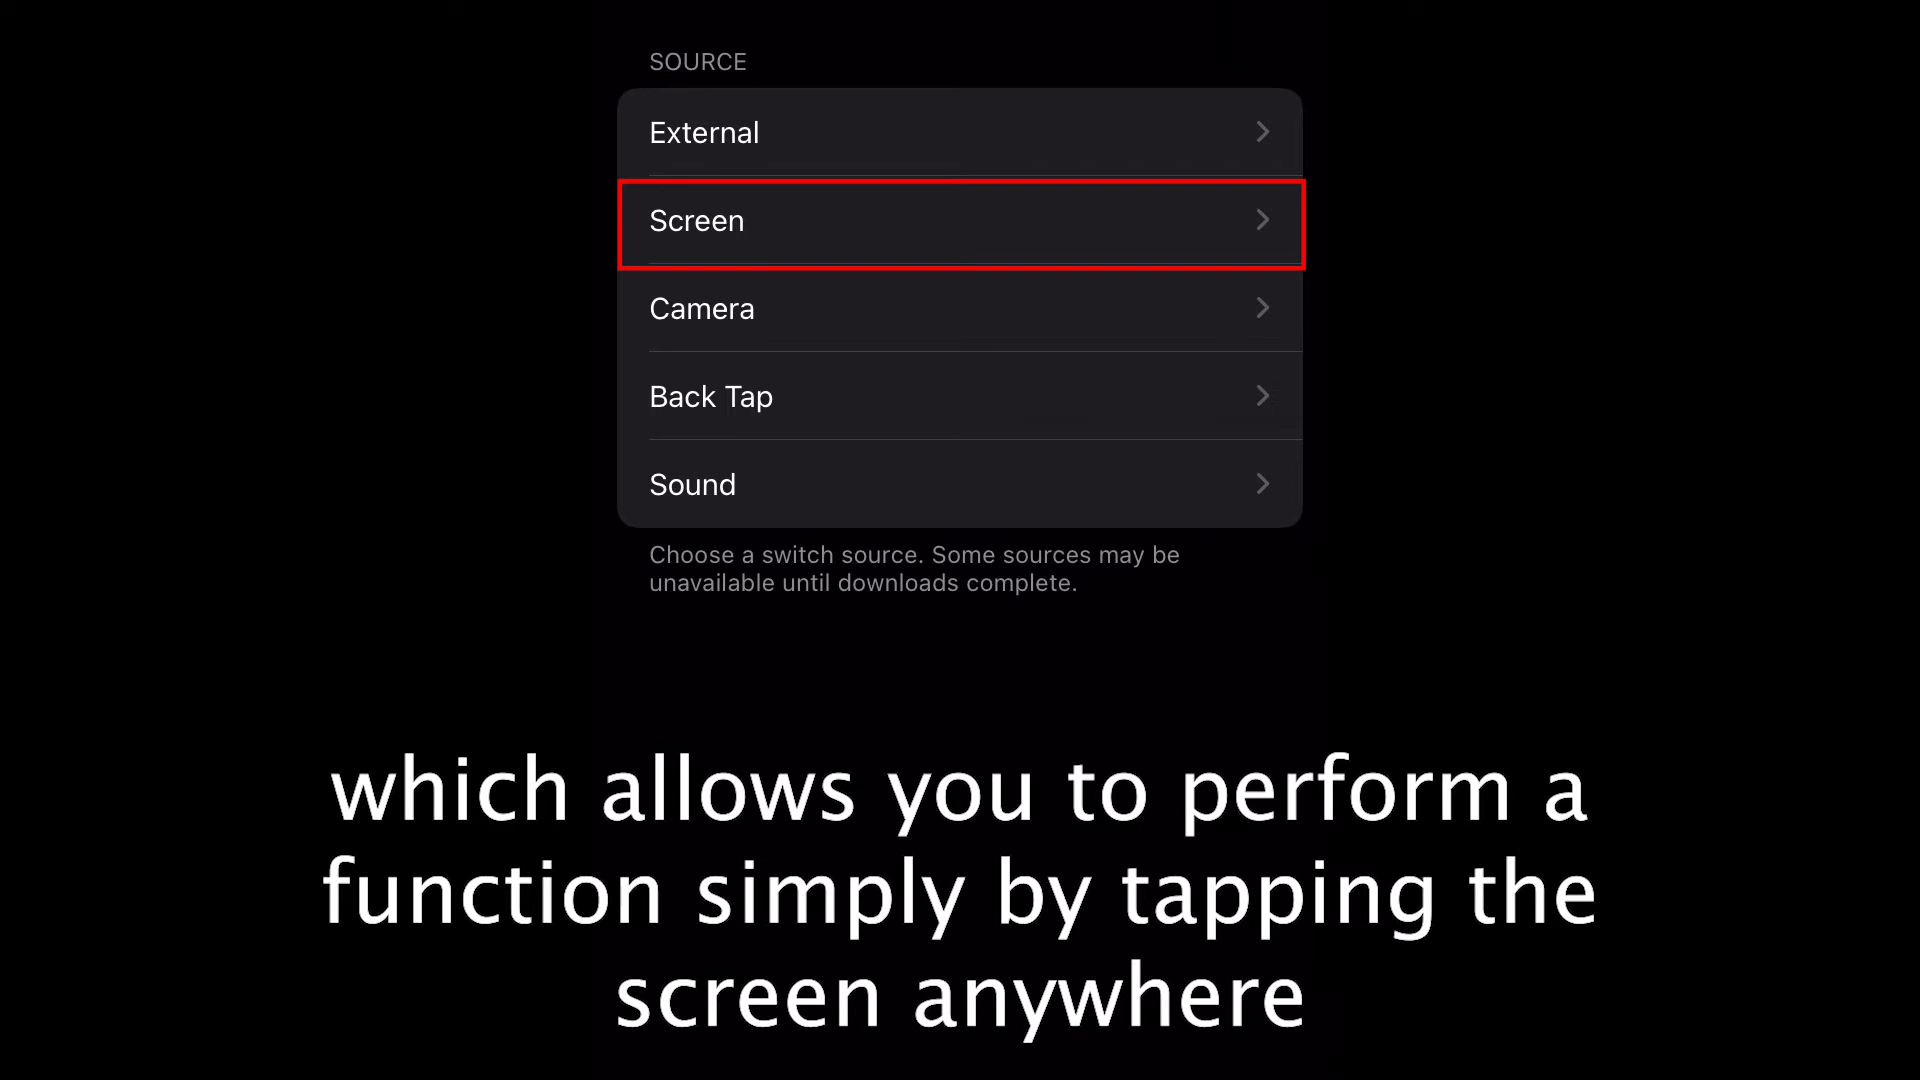 SOURCE
External
Screen
Camera
Back Tap
Sound
Choose a switch source. Some sources may be
unavailable until downloads complete.
which allows you to perform a
function simply by tapping the
screen anywhere